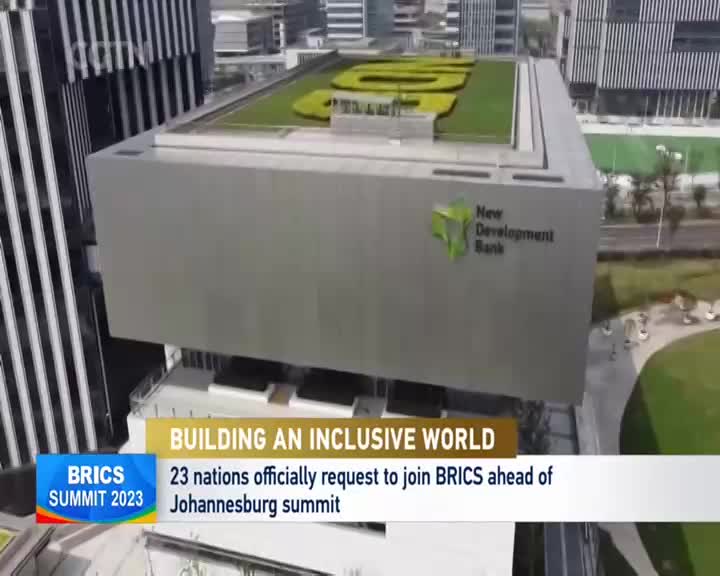 CGTN
New
Development
Bank
BUILDING AN INCLUSIVE WORLD
BRICS
SUMMIT 2023
23 nations officially request to join BRICS ahead of
Johannesburg summit